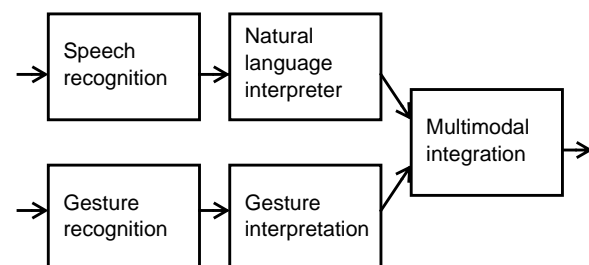 Speech
recognition
Natural
language
interpreter
Multimodal
integration
Gesture
recognition
Gesture
interpretation